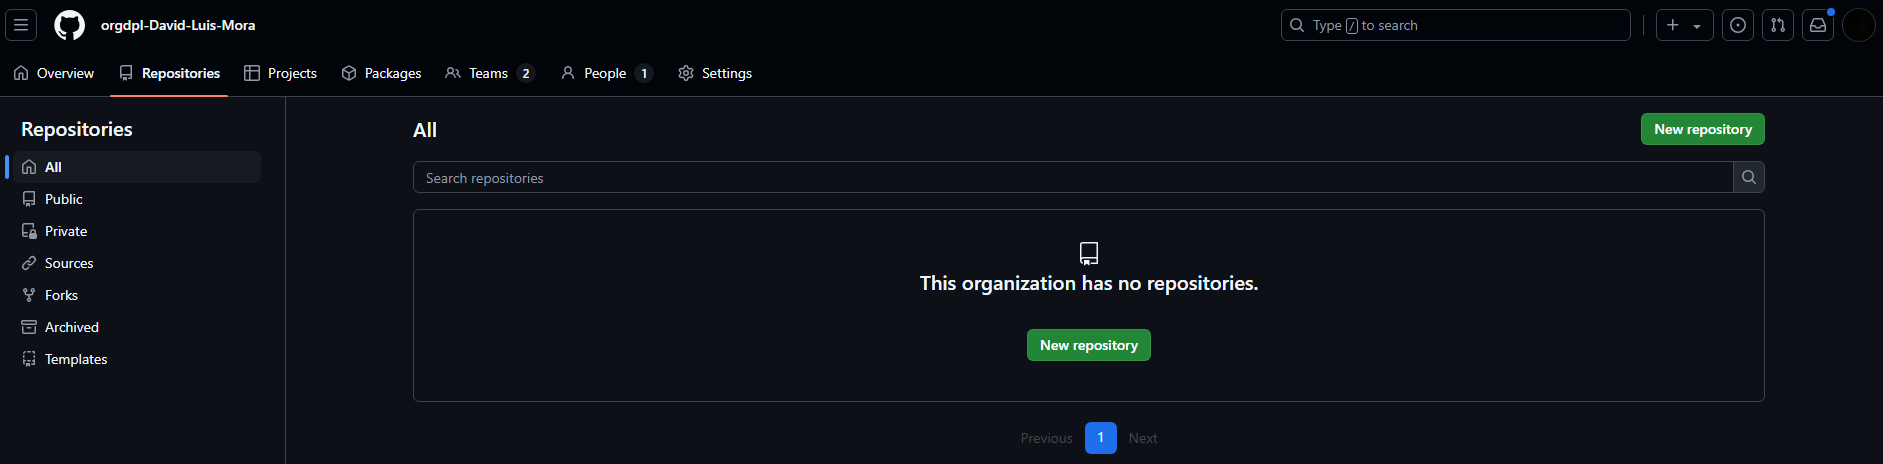 orgdpl-David-Luis-Mora
Type / to search
Overview
Repositories
Projects
Packages
Teams 2
People 1
Settings
Repositories
All
Public
Private
Sources
Forks
Archived
Templates
All
New repository
Search repositories
This organization has no repositories.
New repository
Previous 1 Next